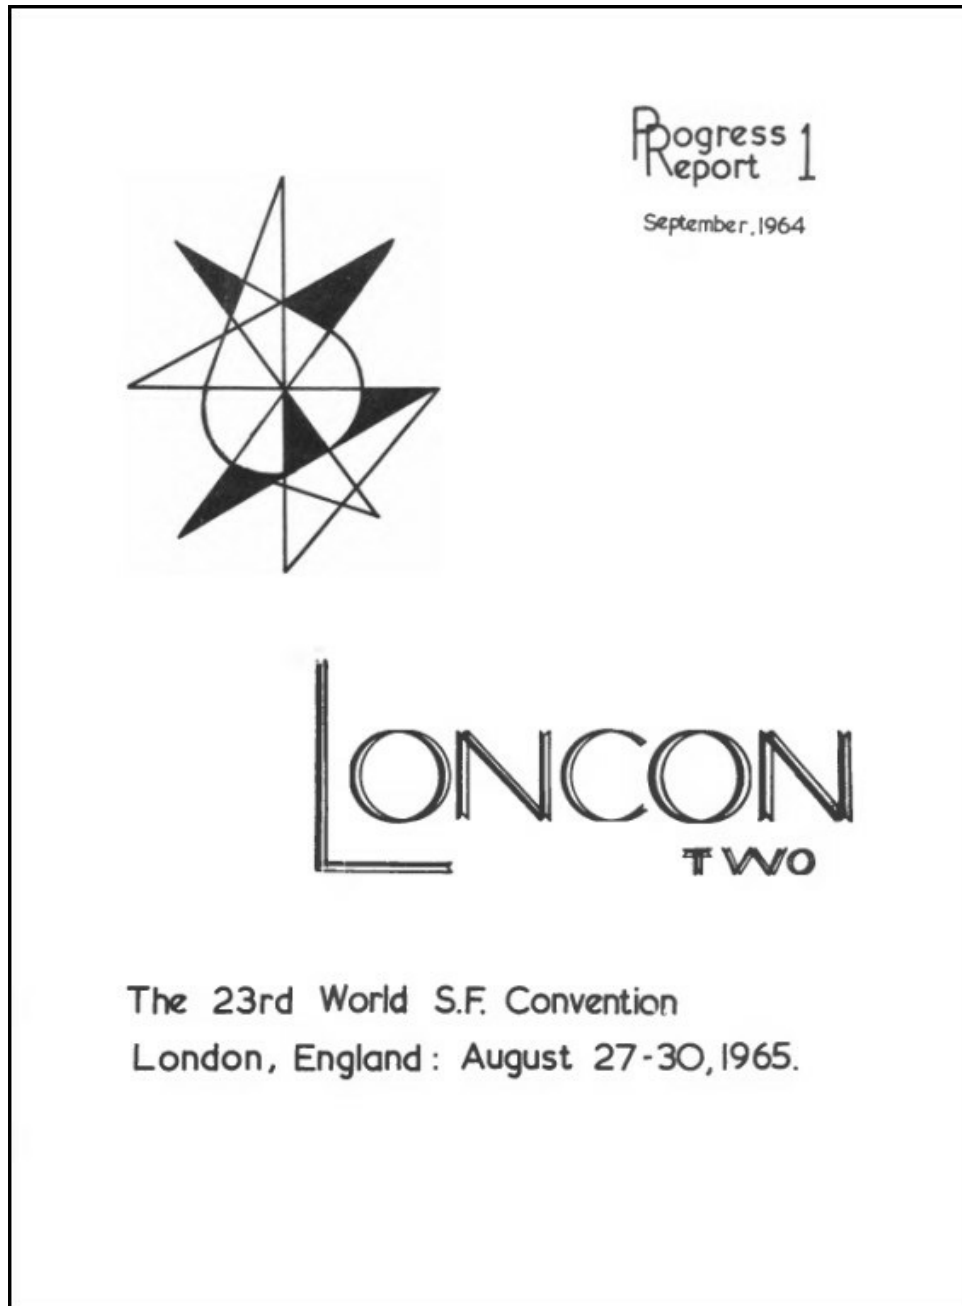 Progress
Report 1
September, 1964
LONCON
TWO
The 23rd World S.F. Convention
London, England: August 27-30, 1965.